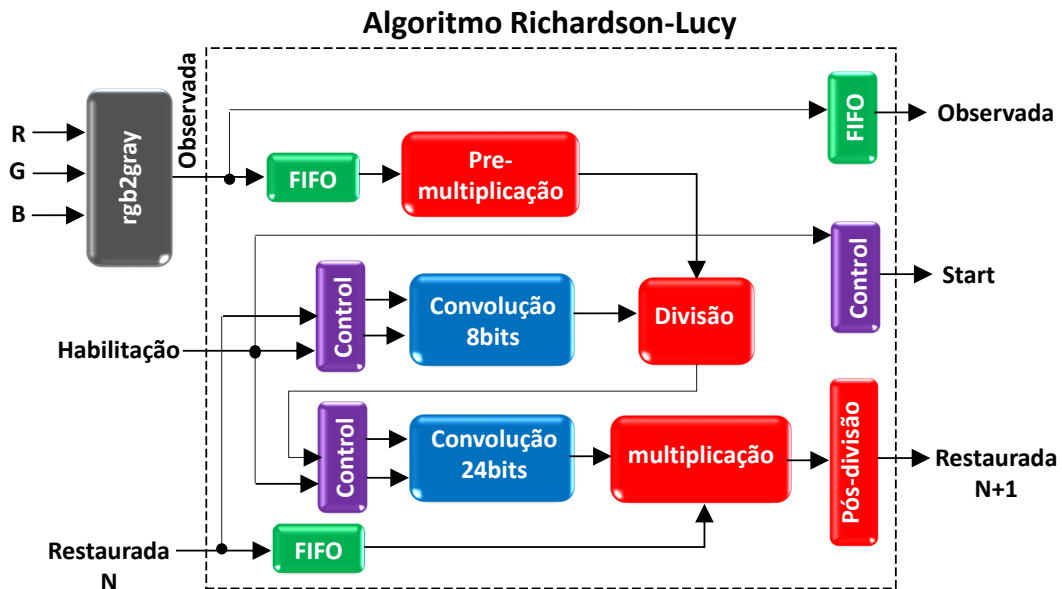 Algoritmo Richardson-Lucy
R
G
B
rgb2gray
Observada
FIFO
Pre-
multiplicação
FIFO
Observada
Control
Start
Habilitação
Control
Convolução
8bits
Divisão
Control
Convolução
24bits
multiplicação
Pós-divisão
Restaurada
N+1
Restaurada
N
FIFO